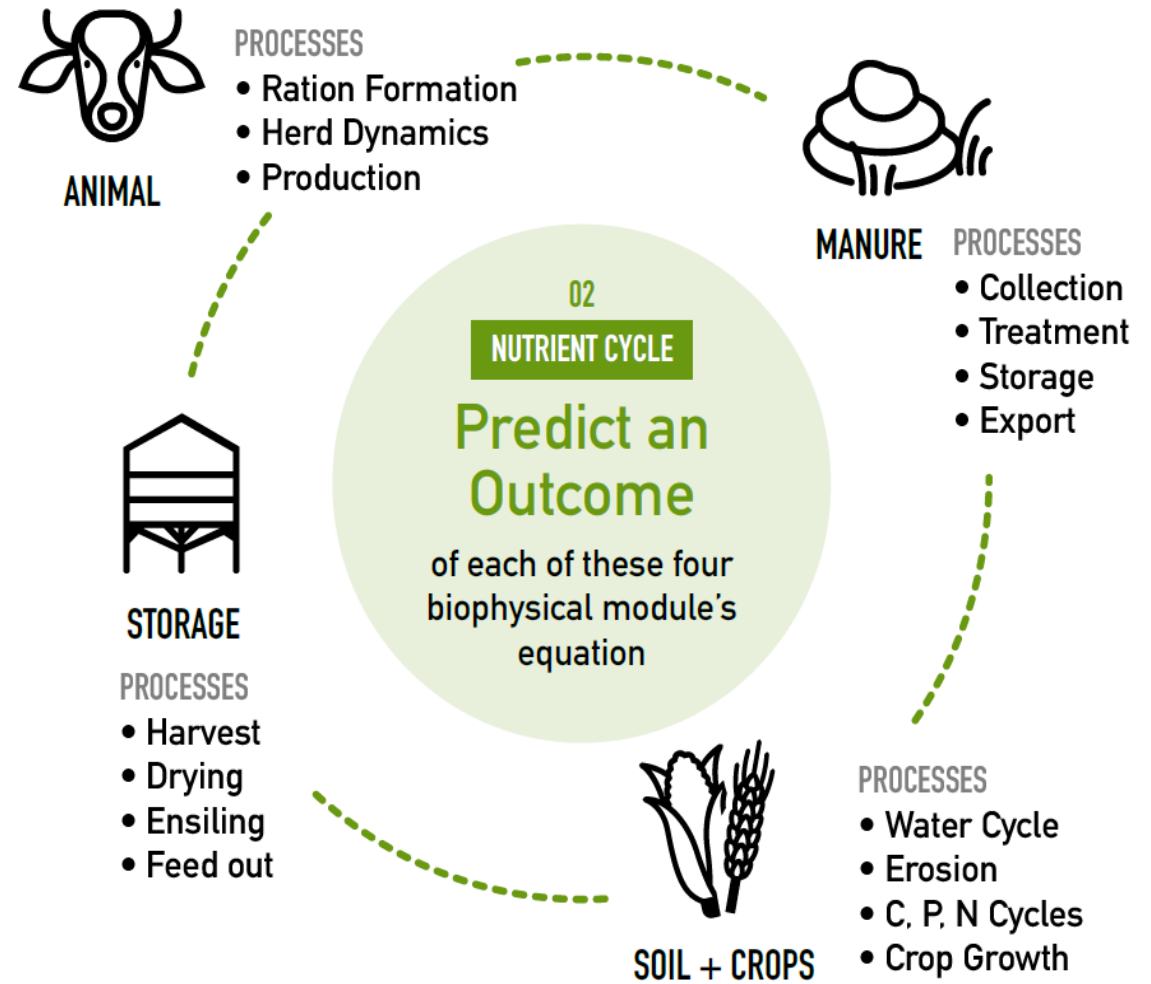 ANIMAL
PROCESSES
• Ration Formation
• Herd Dynamics
• Production
MANURE
PROCESSES
• Collection
• Treatment
• Storage
• Export
02
NUTRIENT CYCLE
Predict an
Outcome
of each of these four
biophysical module's
equation
STORAGE
PROCESSES
• Harvest
• Drying
• Ensiling
• Feed out
SOIL + CROPS
PROCESSES
• Water Cycle
• Erosion
• C, P, N Cycles
• Crop Growth